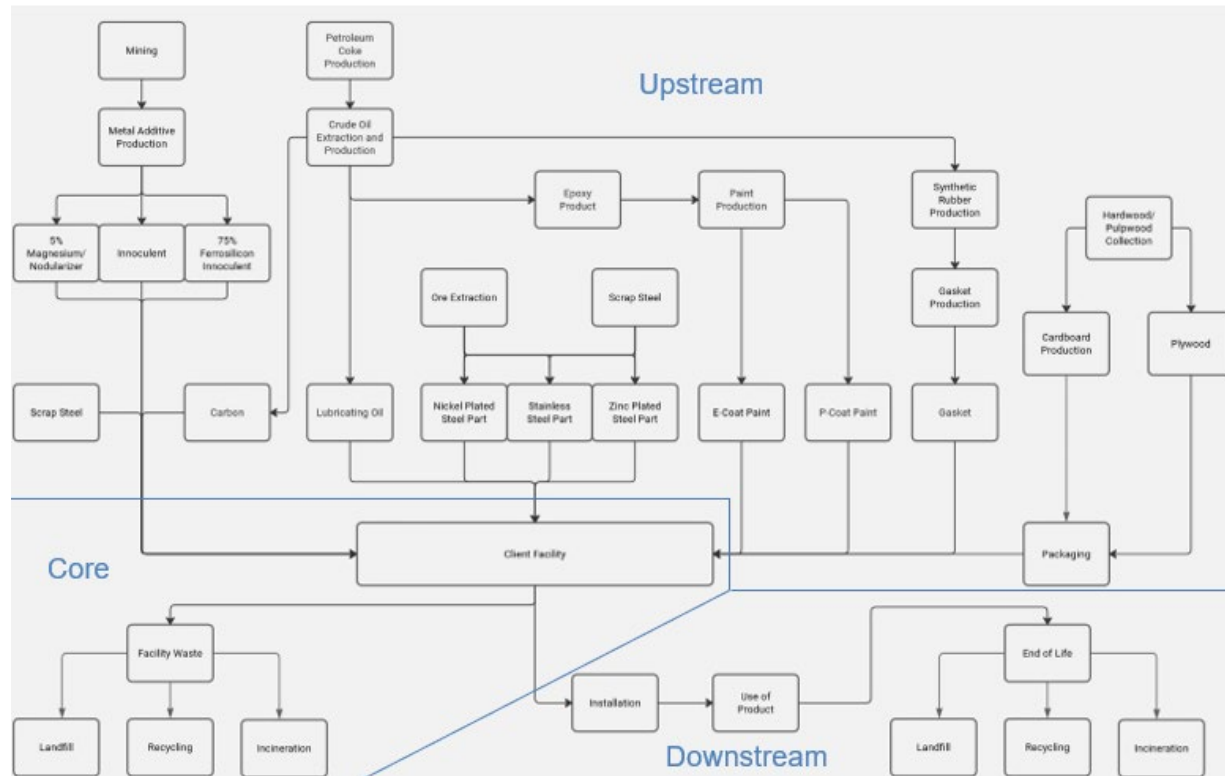 Mining
Petroleum
Coke
Production
Upstream
Metal Additive
Production
Crude Oil
Extraction and
Production
Epoxy
Product
Paint
Production
Synthetic
Rubber
Production
Hardwood/
Pulpwood
Collection
5%
Magnesium/
Nodularizer
Innoculent
75%
Ferrosilicon
Innoculent
Ore Extraction
Scrap Steel
Gasket
Production
Cardboard
Production
Plywood
Scrap Steel
Carbon
Lubricating Oil
Nickel Plated
Steel Part
Stainless
Steel Part
Zinc Plated
Steel Part
E-Coat Paint
P-Coat Paint
Gasket
Core
Client Facility
Packaging
Facility Waste
End of Life
Installation
Use of
Product
Landfill
Recycling
Incineration
Downstream
Landfill
Recycling
Incineration